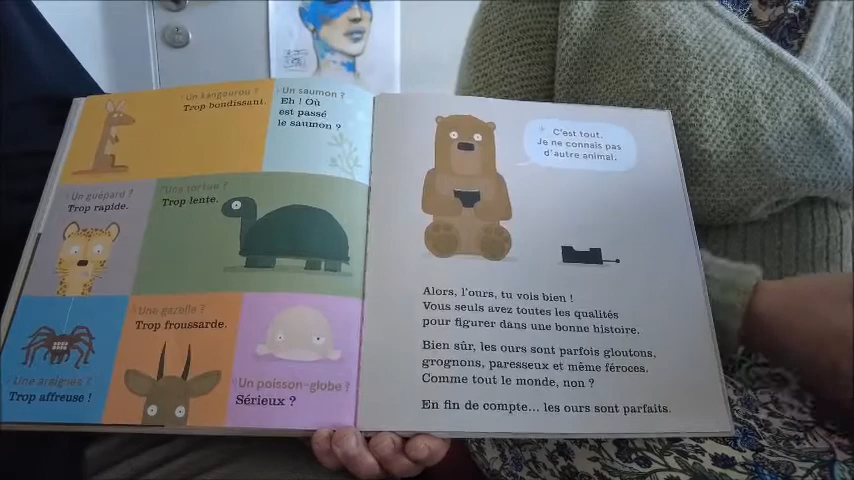 Un kangourou ?
Trop bondissant.
Un saumon ?
Eh ! Où
est passé
le saumon ?
Un guépard ?
Trop rapide.
Une tortue ?
Trop lente.
Une araignée ?
Trop affreuse !
Une gazelle ?
Trop froussarde.
Un poisson-globe ?
Sérieux ?
C'est tout.
Je ne connais pas
d'autre animal.
Alors, l'ours, tu vois bien !
Vous seuls avez toutes les qualités
pour figurer dans une bonne histoire.
Bien sûr, les ours sont parfois gloutons,
grognons, paresseux et même féroces.
Comme tout le monde, non ?
En fin de compte... les ours sont parfaits.